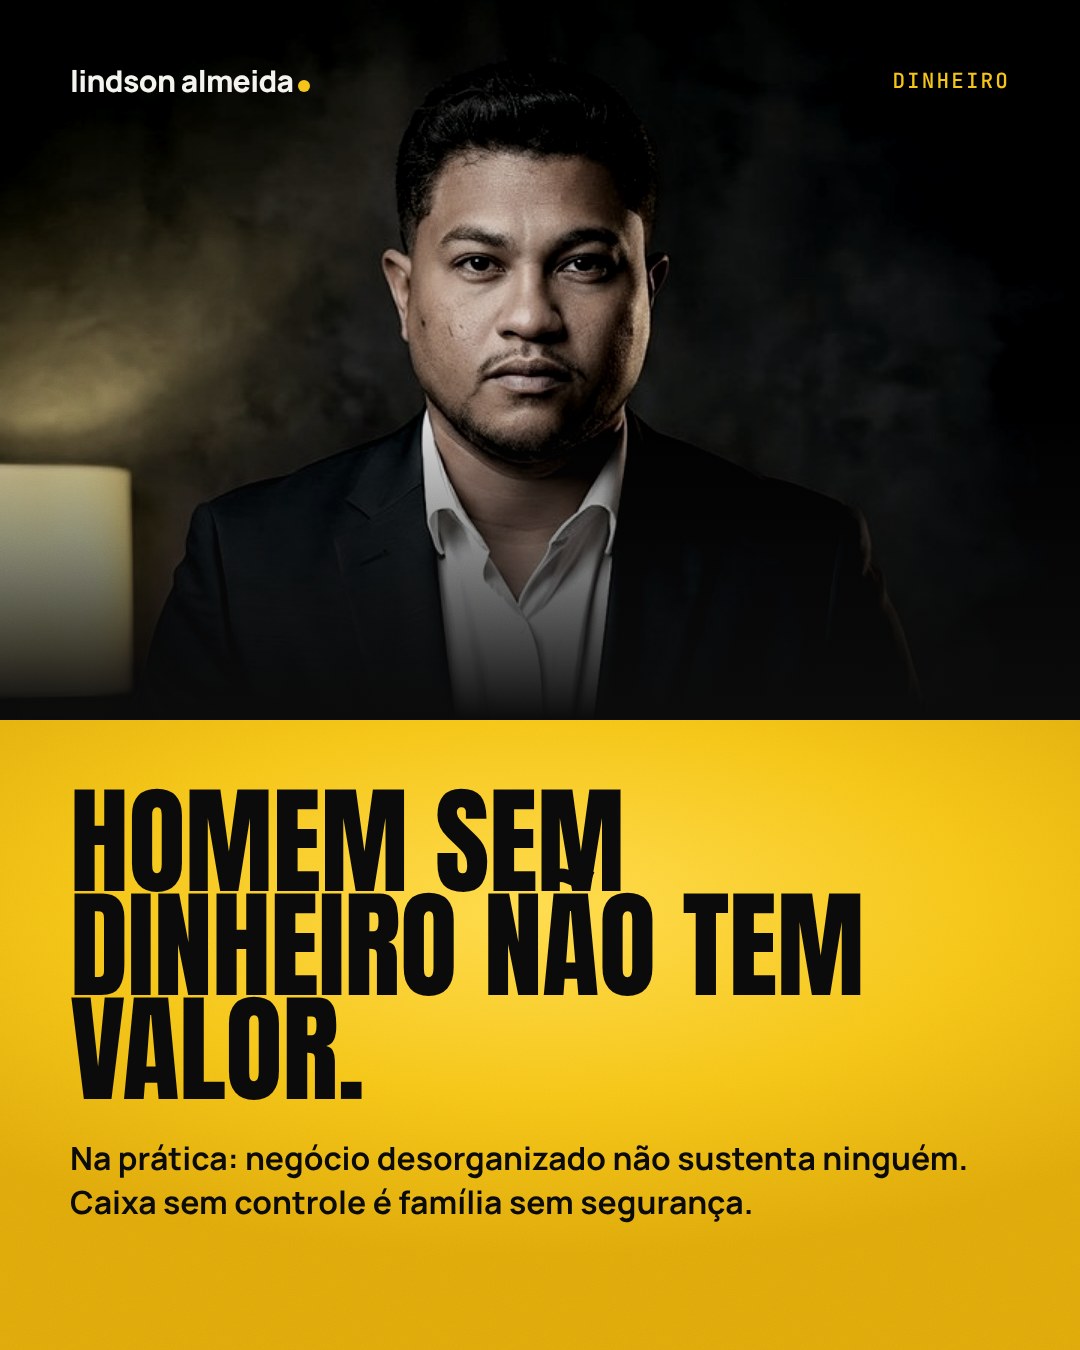 lindson almeida
DINHEIRO
HOMEM SEM
DINHEIRO NÃO TEM
VALOR.
Na prática: negócio desorganizado não sustenta ninguém.
Caixa sem controle é família sem segurança.